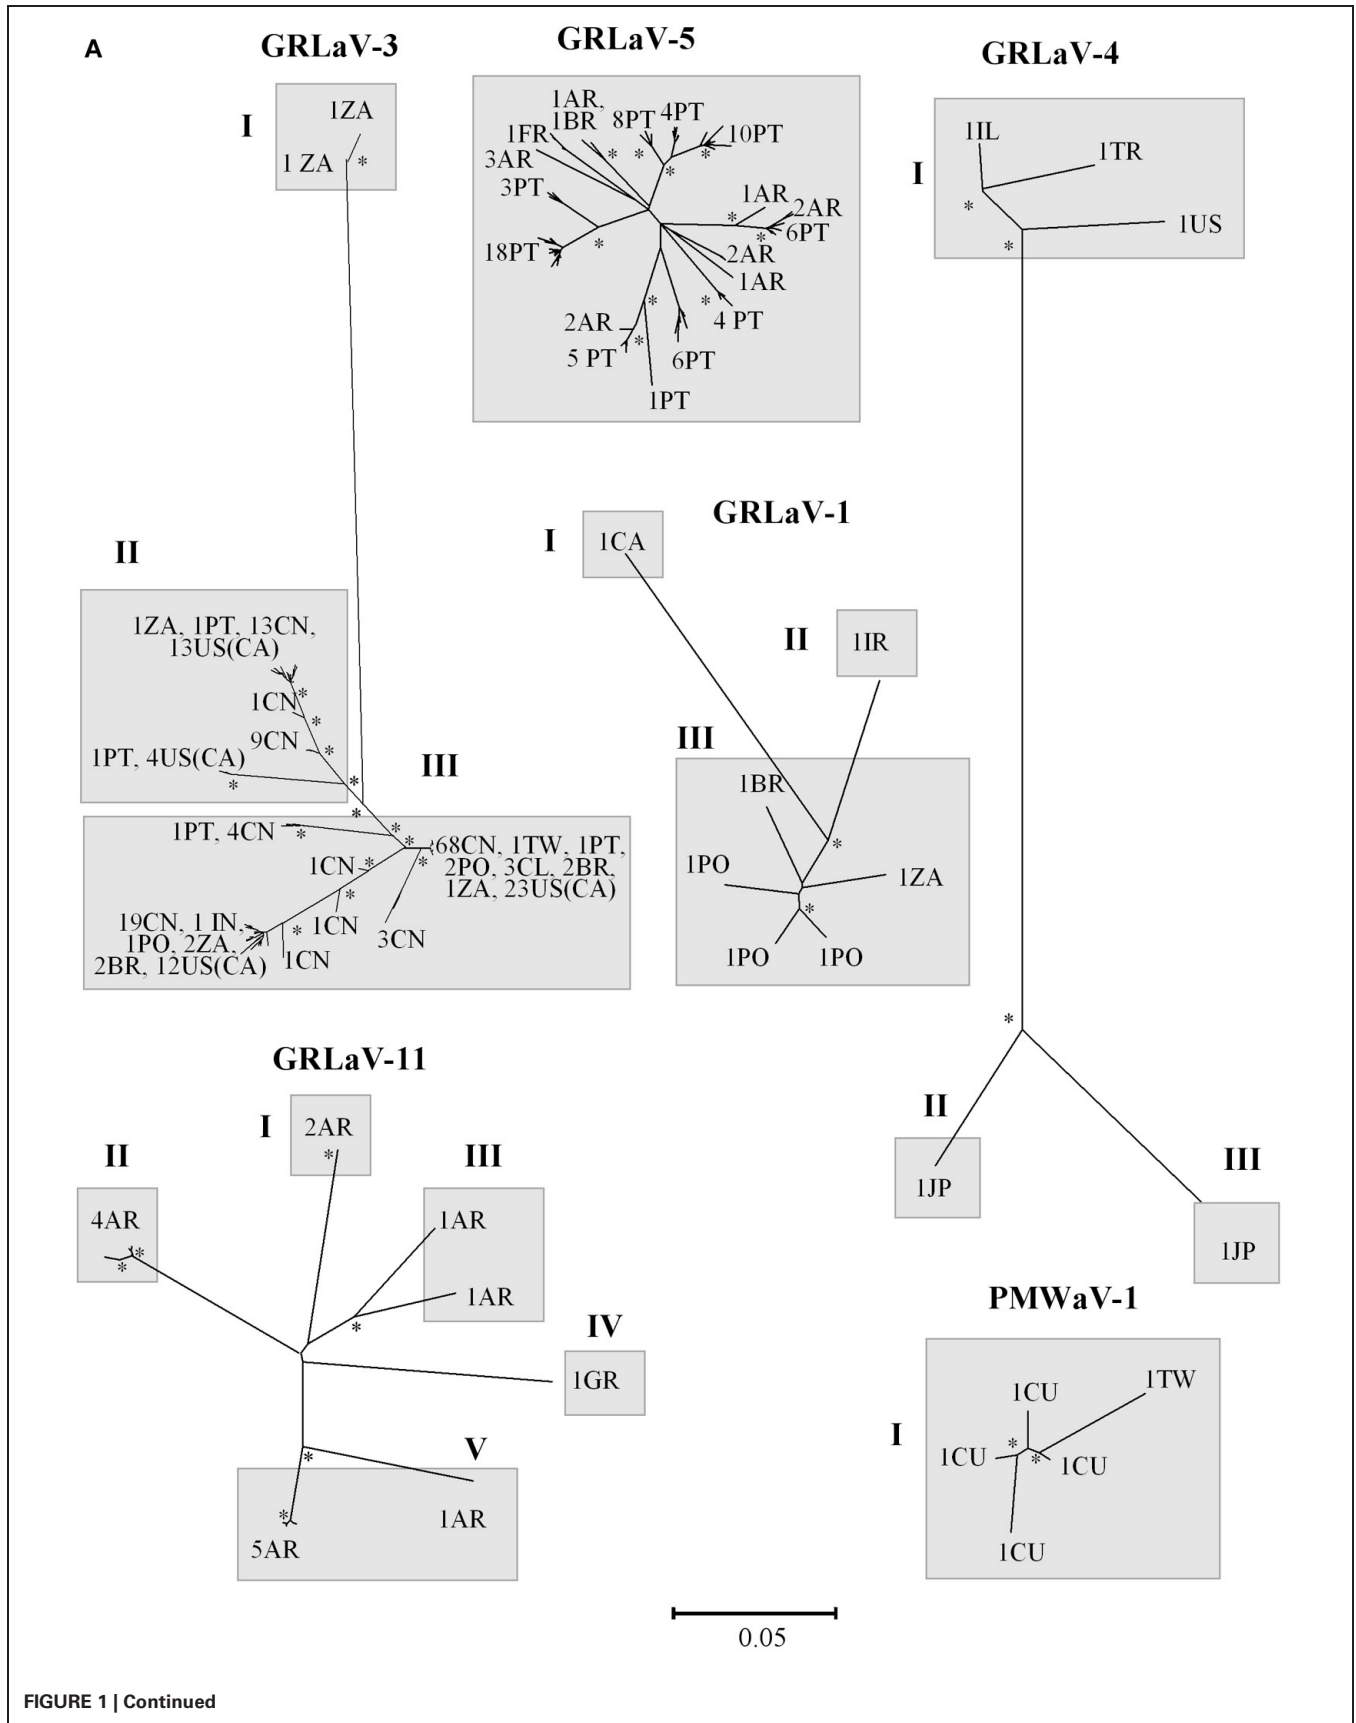 A
GRLaV-3
I
1ZA
1 ZA
*
II
1ZA, 1PT, 13CN,
13US(CA)
*
1CN
*
9CN
*
1PT, 4US(CA)
*
*
*
III
1PT, 4CN
*
*
*
68CN, 1TW, 1PT,
2PO, 3CL, 2BR,
1ZA, 23US(CA)
*
1CN
*
*
1CN
3CN
19CN, 1 IN,
1PO, 2ZA,
2BR, 12US(CA)
*
1CN
GRLaV-5
1AR,
1BR
8PT
4PT
10PT
1FR
*
*
*
*
3AR
3PT
18PT
*
1AR
*
2AR
6PT
*
2AR
1AR
*
4 PT
*
2AR
*
5 PT
6PT
1PT
GRLaV-4
I
1IL
1TR
*
1US
*
*
II
1JP
III
1JP
GRLaV-1
I
1CA
II
1IR
III
1BR
*
1PO
1ZA
*
1PO
1PO
GRLaV-11
I
2AR
*
II
4AR
*
*
III
1AR
1AR
*
IV
1GR
V
*
*
1AR
5AR
PMWaV-1
I
1CU
1TW
*
*
1CU
1CU
1CU
0.05
FIGURE 1 | Continued